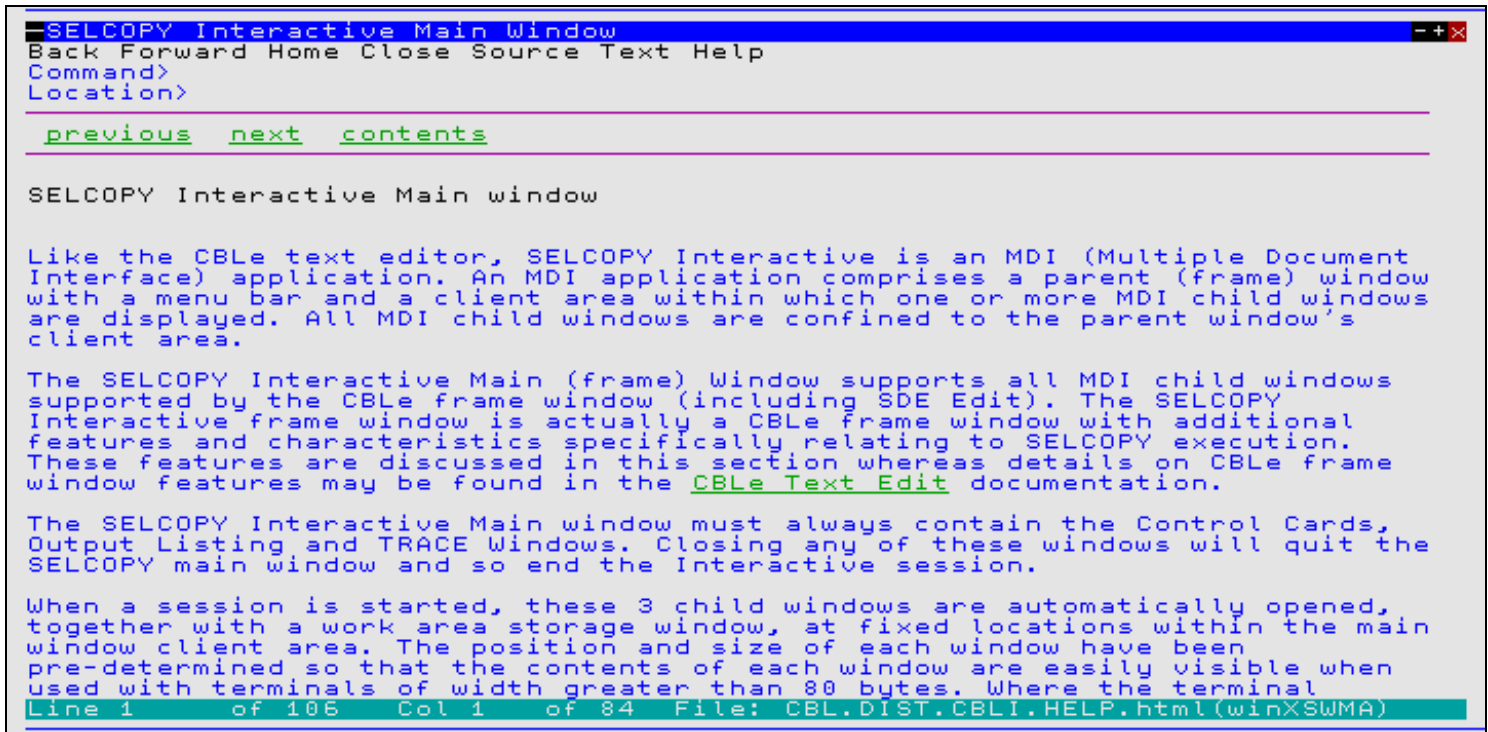 SELCOPY Interactive Main Window - + x
Back Forward Home Close Source Text Help
Command>
Location>
previous next contents
SELCOPY Interactive Main window
Like the CBLe text editor, SELCOPY Interactive is an MDI (Multiple Document
Interface) application. An MDI application comprises a parent (frame) window
with a menu bar and a client area within which one or more MDI child windows
are displayed. All MDI child windows are confined to the parent window's
client area.
The SELCOPY Interactive Main (frame) Window supports all MDI child windows
supported by the CBLe frame window (including SDE Edit). The SELCOPY
Interactive frame window is actually a CBLe frame window with additional
features and characteristics specifically relating to SELCOPY execution.
These features are discussed in this section whereas details on CBLe frame
window features may be found in the CBLe Text Edit documentation.
The SELCOPY Interactive Main window must always contain the Control Cards,
Output Listing and TRACE Windows. Closing any of these windows will quit the
SELCOPY main window and so end the Interactive session.
When a session is started, these 3 child windows are automatically opened,
together with a work area storage window, at fixed locations within the main
window client area. The position and size of each window have been
pre-determined so that the contents of each window are easily visible when
used with terminals of width greater than 80 bytes. Where the terminal
Line 1 of 106 Col 1 of 84 File: CBL.DIST.CBLI.HELP.html(winXSWMA)